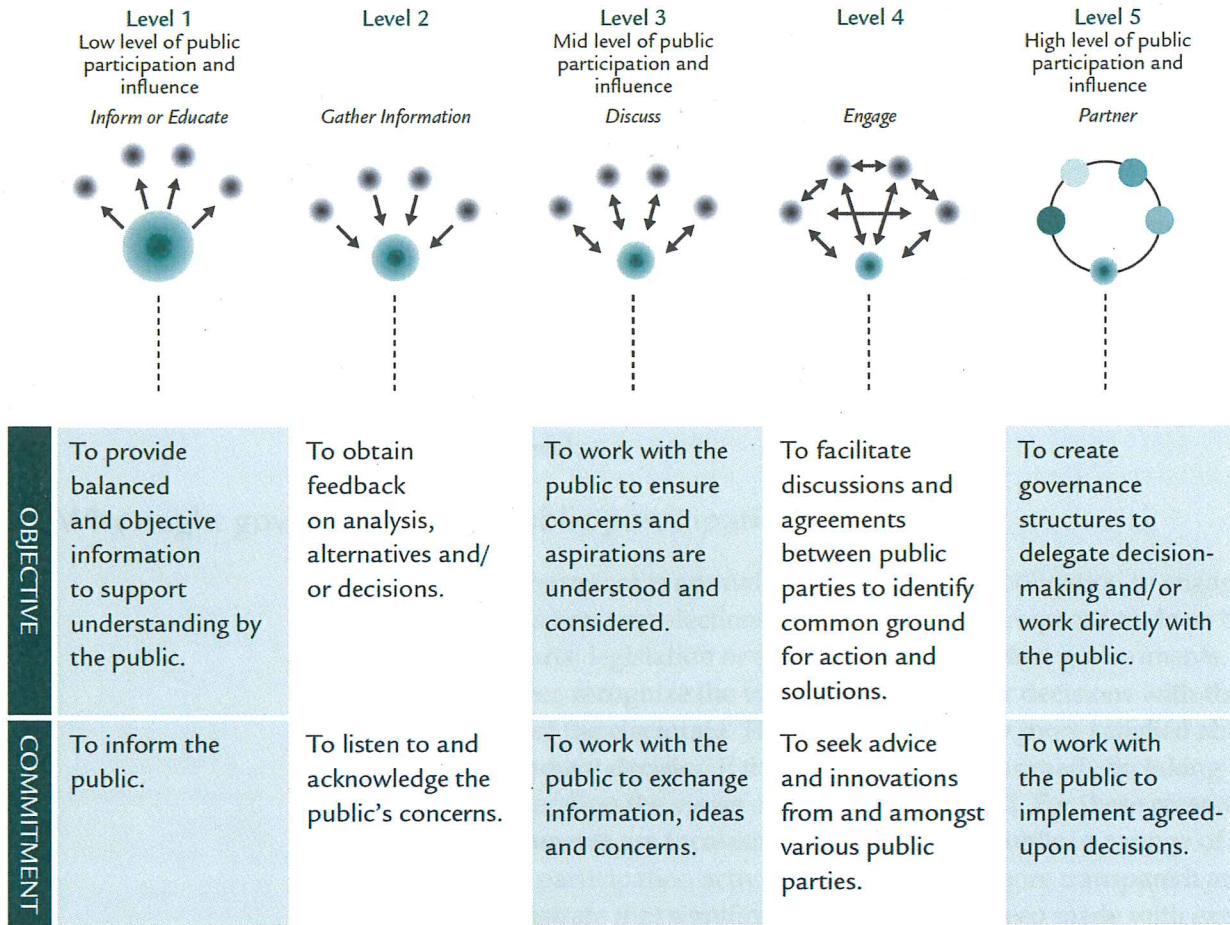 Level 1
Low level of public
participation and
influence
Inform or Educate
Level 2
Gather Information
Level 3
Mid level of public
participation and
influence
Discuss
Level 4
Engage
Level 5
High level of public
participation and
influence
Partner
OBJECTIVE
To provide
balanced
and objective
information
to support
understanding by
the public.
To obtain
feedback
on analysis,
alternatives and/
or decisions.
To work with the
public to ensure
concerns and
aspirations are
understood and
considered.
To facilitate
discussions and
agreements
between public
parties to identify
common ground
for action and
solutions.
To create
governance
structures to
delegate decision-
making and/or
work directly with
the public.
COMMITMENT
To inform the
public.
To listen to and
acknowledge the
public's concerns.
To work with the
public to exchange
information, ideas
and concerns.
To seek advice
and innovations
from and amongst
various public
parties.
To work with
the public to
implement agreed-
upon decisions.